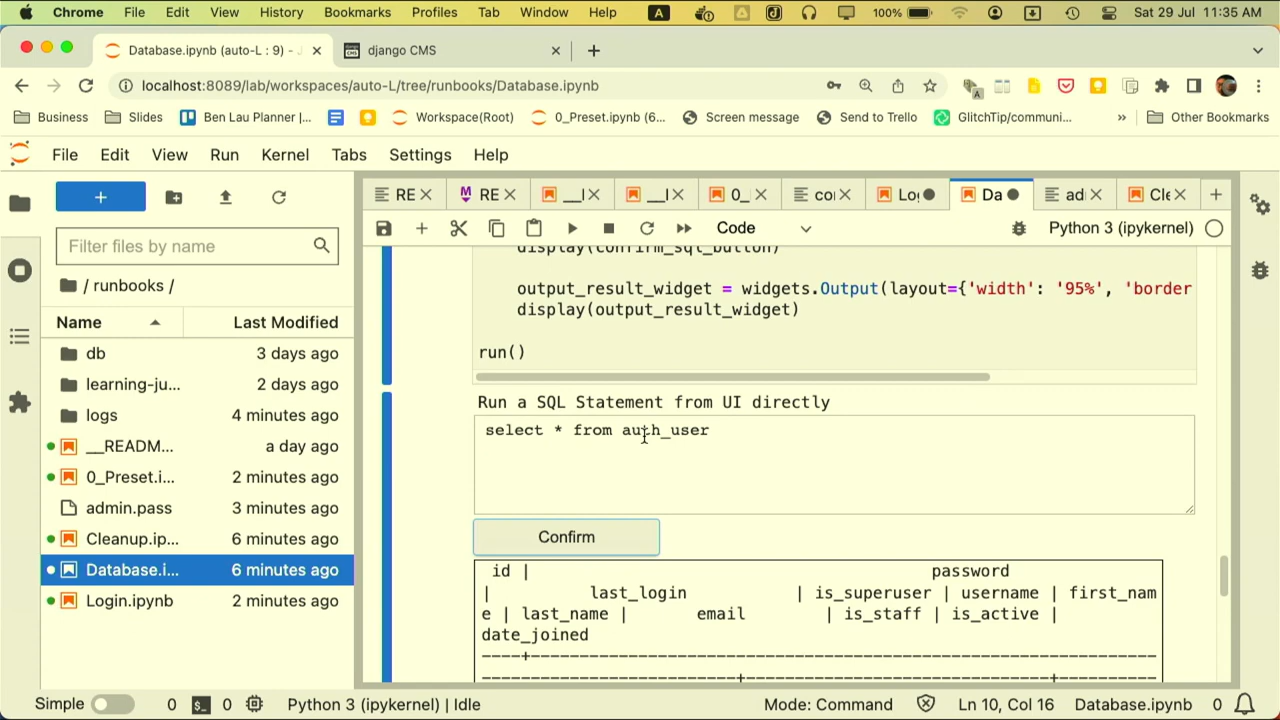 Chrome File Edit View History Bookmarks Profiles Tab Window Help A 100% Sat 29 Jul 11:35 AM
Database.ipynb (auto-L : 9) - J django CMS
localhost:8089/lab/workspaces/auto-L/tree/runbooks/Database.ipynb
Business Slides Ben Lau Planner |... Workspace(Root) 0_Preset.ipynb (6... Screen message Send to Trello GlitchTip/communi... » Other Bookmarks
File Edit View Run Kernel Tabs Settings Help
RE RE __I __I 0_ coi Lo Da ad Cle
Code Python 3 (ipykernel)
Filter files by name
/ runbooks /
Name Last Modified
db 3 days ago
learning-ju... 2 days ago
logs 4 minutes ago
__READM... a day ago
0_Preset.i... 2 minutes ago
admin.pass 3 minutes ago
Cleanup.ip... 6 minutes ago
Database.i... 6 minutes ago
Login.ipynb 2 minutes ago
display(confirm_sql_button)
output_result_widget = widgets.Output(layout={'width': '95%', 'border
display(output_result_widget)
run()
Run a SQL Statement from UI directly
select * from auth_user
Confirm
id | password
| last_login | is_superuser | username | first_nam
e | last_name | email | is_staff | is_active |
date_joined
----+----------------------------------------------------------------
--------------------------+-------------------------------+----------
Simple 0 $_ 0 Python 3 (ipykernel) | Idle Mode: Command Ln 10, Col 16 Database.ipynb 0